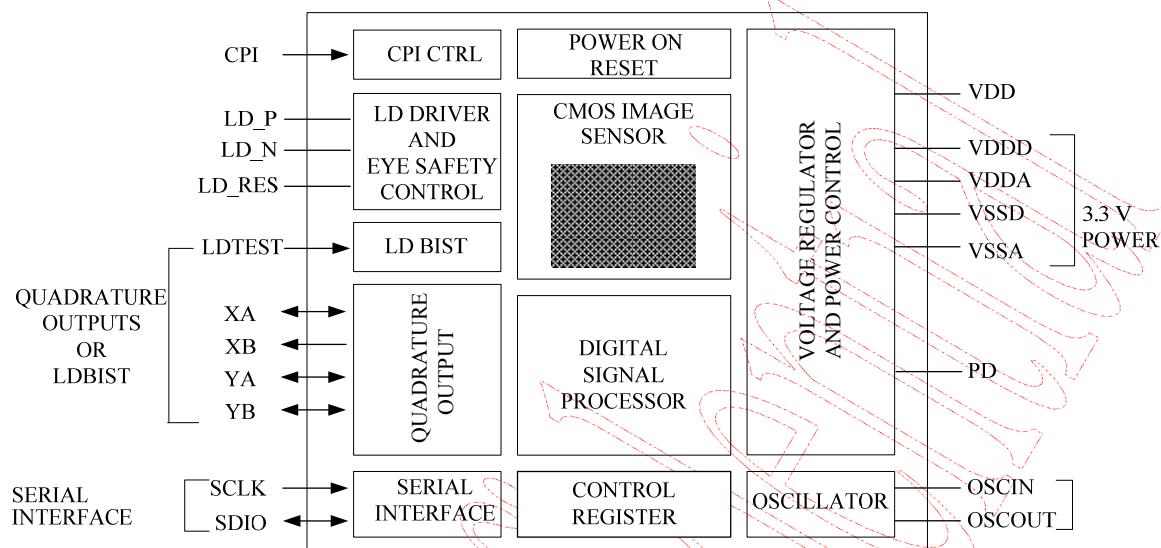 CPI
CPI CTRL
POWER ON
RESET
LD_P
LD_N
LD_RES
LD DRIVER
AND
EYE SAFETY
CONTROL
CMOS IMAGE
SENSOR
VOLTAGE REGULATOR
AND POWER CONTROL
VDD
VDDD
VDDA
VSSD
VSSA
3.3 V
POWER
LDTEST
LD BIST
QUADRATURE
OUTPUTS
OR
LDBIST
XA
XB
YA
YB
QUADRATURE
OUTPUT
DIGITAL
SIGNAL
PROCESSOR
PD
SERIAL
INTERFACE
SCLK
SDIO
SERIAL
INTERFACE
CONTROL
REGISTER
OSCILLATOR
OSCIN
OSCOUT